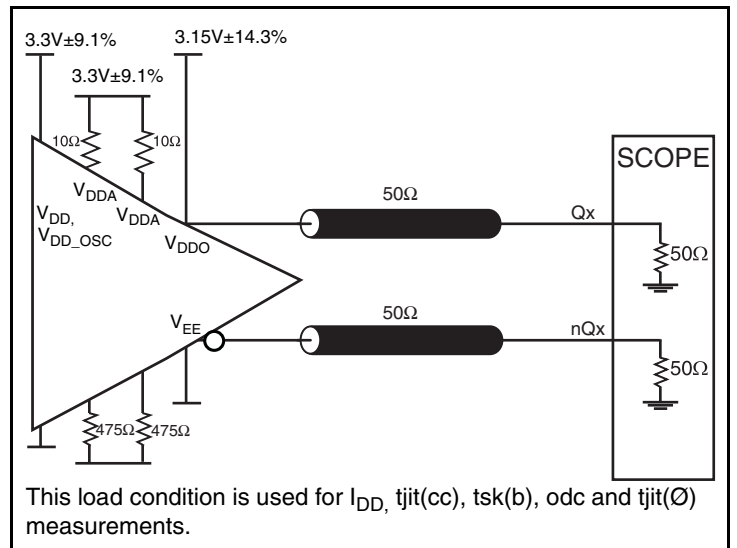 3.3V±9.1%
3.15V±14.3%
3.3V±9.1%
10Ω
10Ω
SCOPE
VDDA
VDD,
VDDA
VDD_OSC
VDDO
50Ω
Qx
50Ω
VEE
50Ω
nQx
50Ω
475Ω
475Ω
This load condition is used for IDD, tjit(cc), tsk(b), odc and tjit(Ø)
measurements.